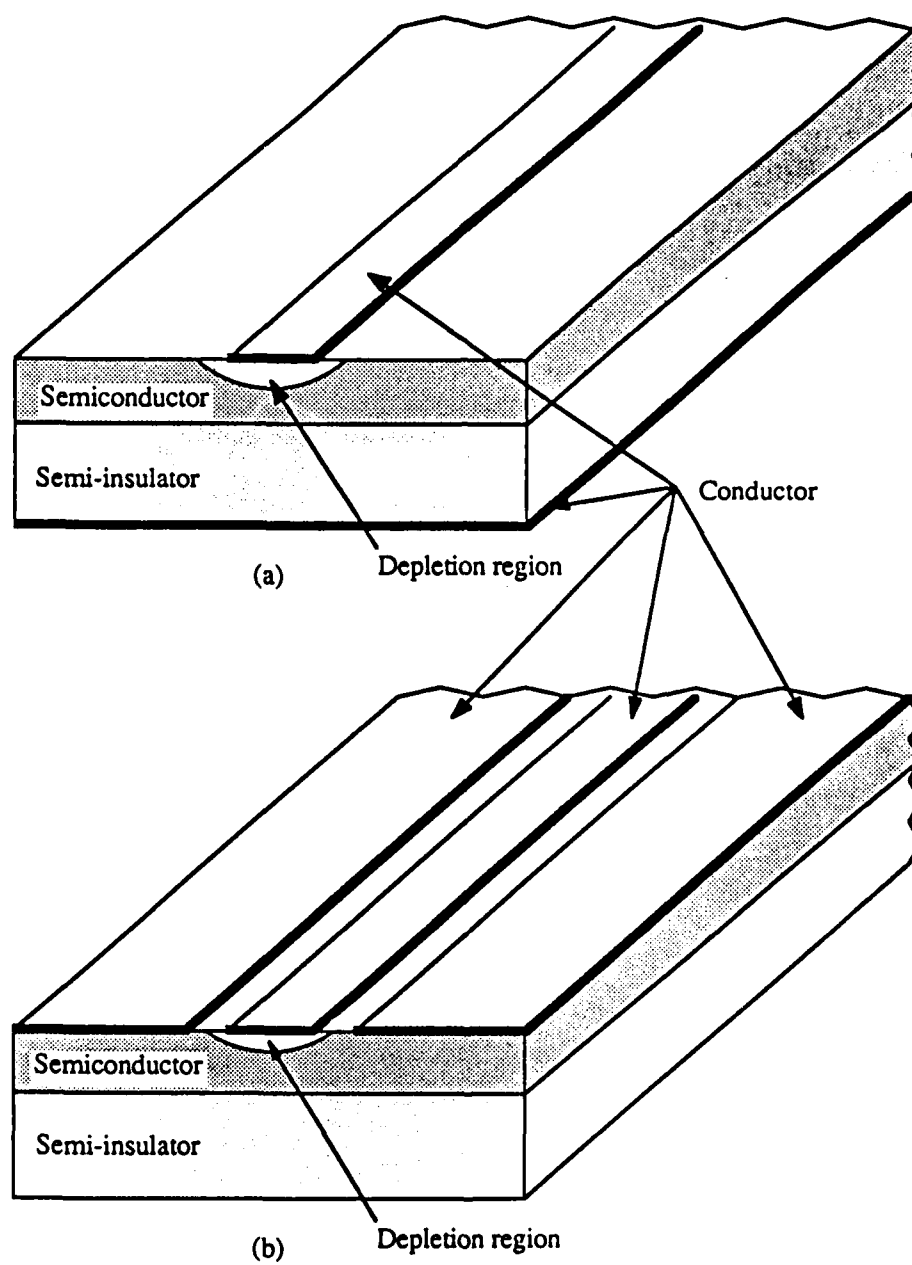 Semiconductor
Semi-insulator
Conductor
Depletion region
(a)
Semiconductor
Semi-insulator
Depletion region
(b)